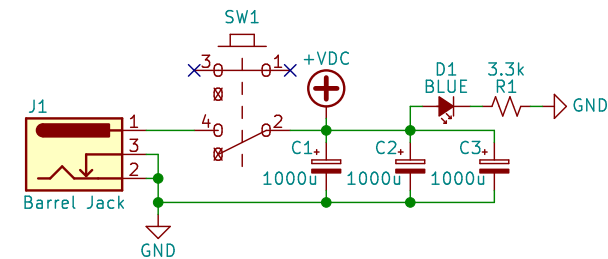 SW1
3
1
+VDC
D1
BLUE
3.3k
R1
GND
J1
1
3
2
Barrel Jack
4
2
C1
+
1000u
C2
+
1000u
C3
+
1000u
GND